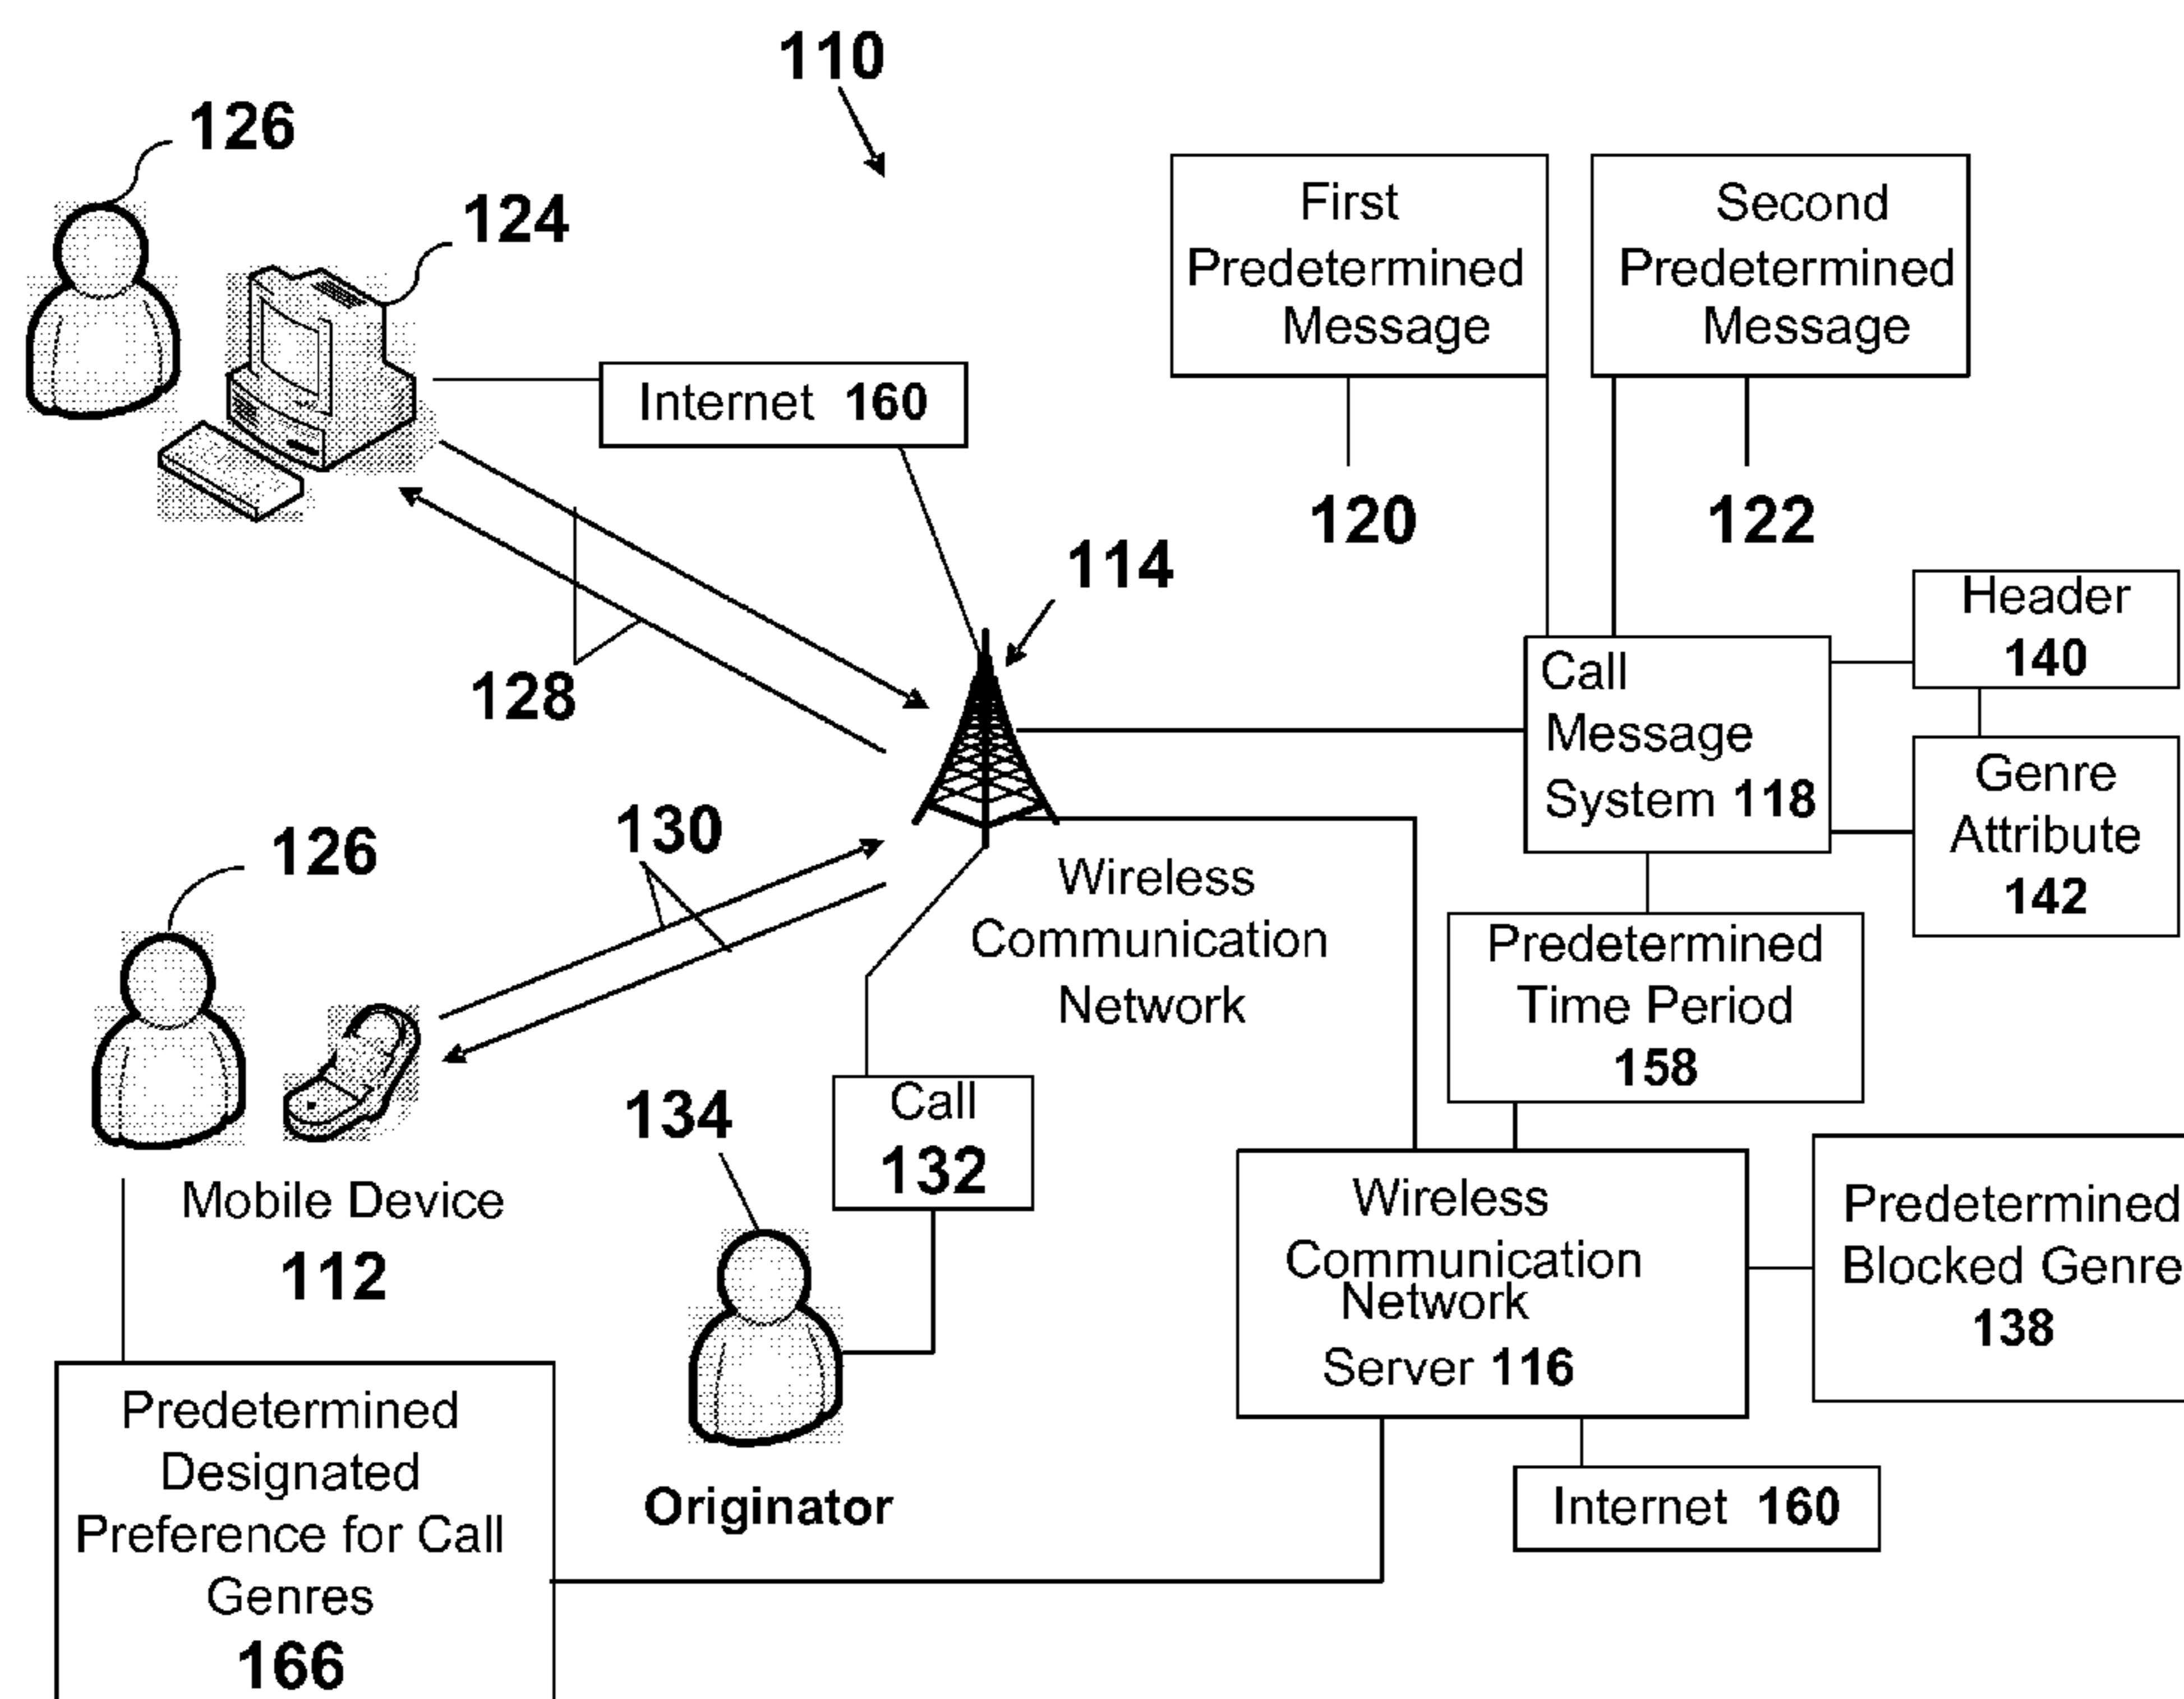 110
126
124
First
Predetermined
Message
Second
Predetermined
Message
Internet 160
120
122
114
Header
140
128
Call
Message
System 118
Genre
Attribute
142
130
126
Wireless
Communication
Network
Predetermined
Time Period
158
134
Call
132
Mobile Device
112
Wireless
Communication
Network
Server 116
Predetermined
Blocked Genre
138
Predetermined
Designated
Preference for Call
Genres
166
Originator
Internet 160